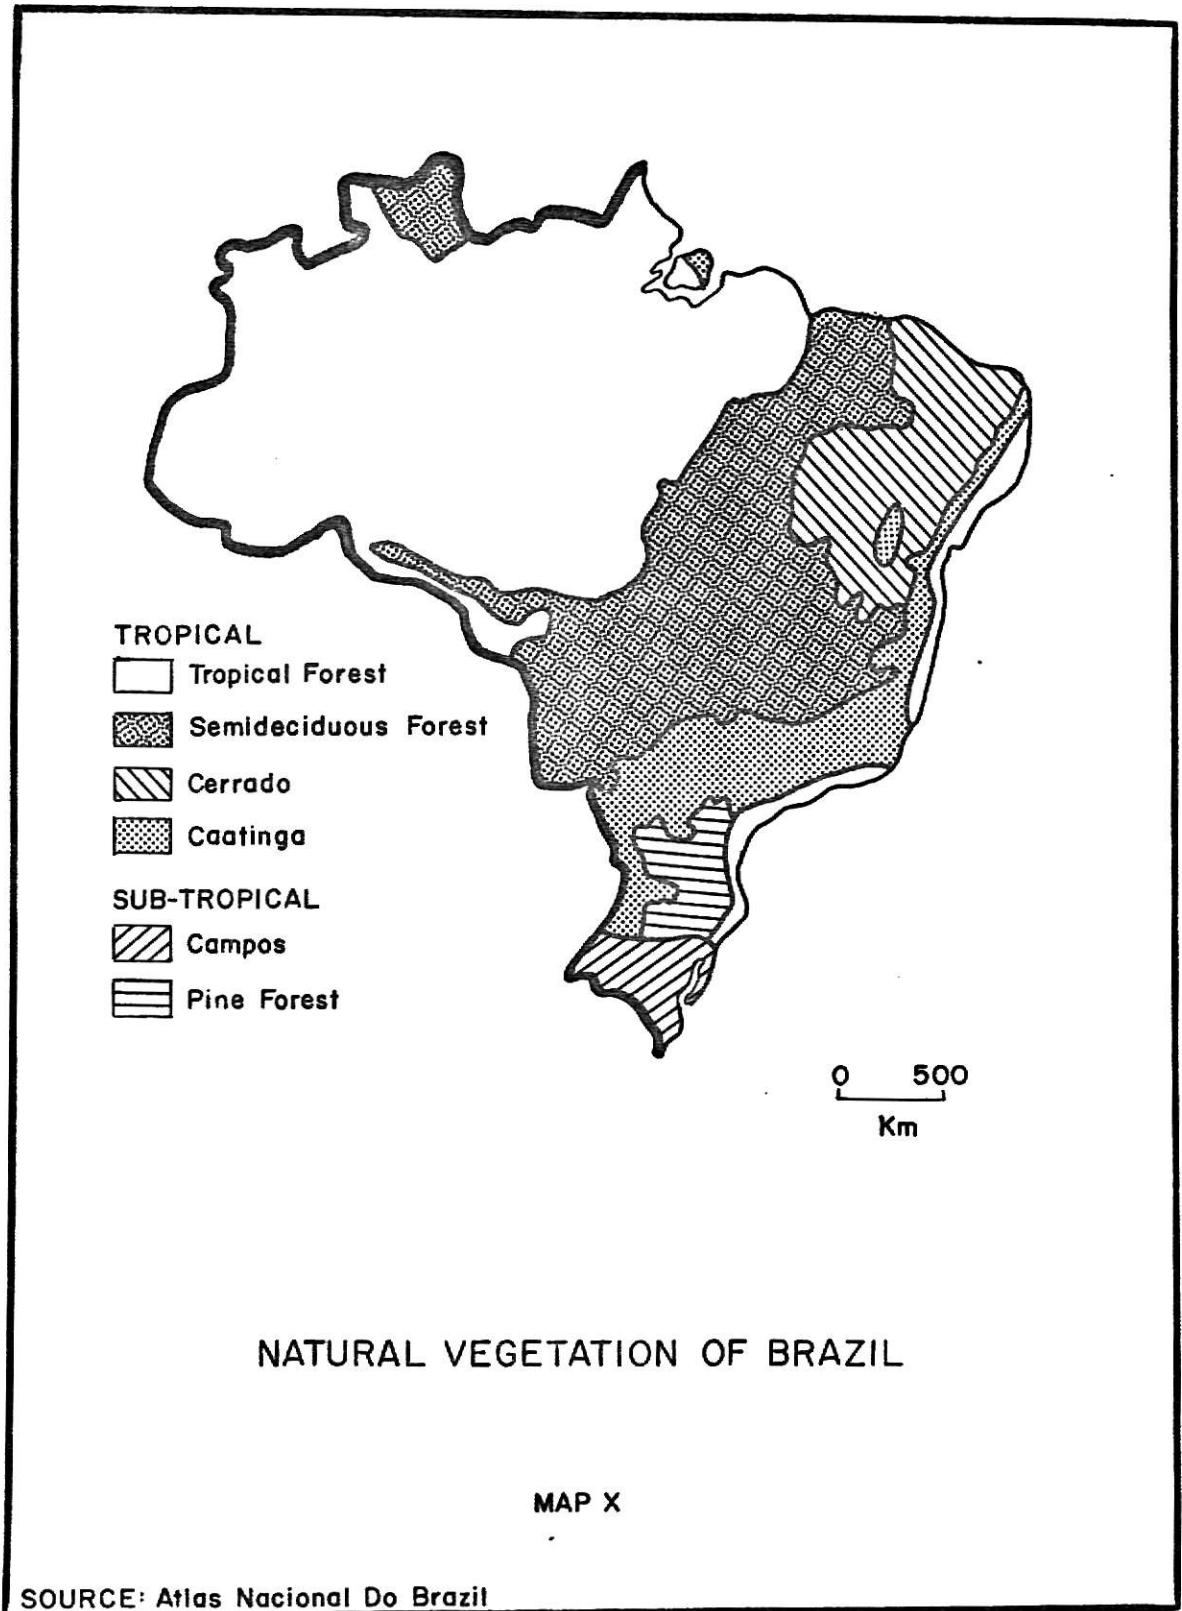 TROPICAL
Tropical Forest
Semideciduous Forest
Cerrado
Caatinga
SUB-TROPICAL
Campos
Pine Forest
0 500
Km
NATURAL VEGETATION OF BRAZIL
MAP X
SOURCE: Atlas Nacional Do Brazil